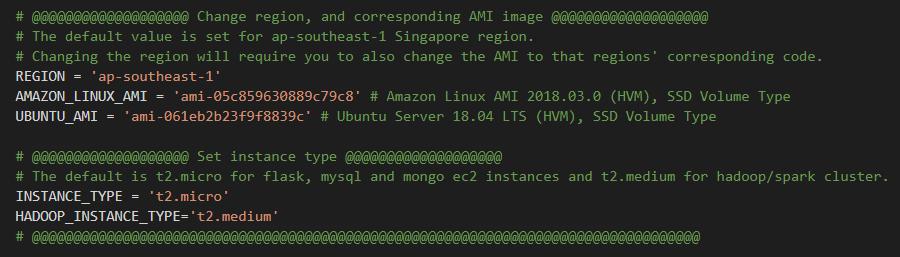 # @@@@@@@@@@@@@@@@@@@ Change region, and corresponding AMI image @@@@@@@@@@@@@@@@@@@
# The default value is set for ap-southeast-1 Singapore region.
# Changing the region will require you to also change the AMI to that regions' corresponding code.
REGION = 'ap-southeast-1'
AMAZON_LINUX_AMI = 'ami-05c859630889c79c8' # Amazon Linux AMI 2018.03.0 (HVM), SSD Volume Type
UBUNTU_AMI = 'ami-061eb2b23f9f8839c' # Ubuntu Server 18.04 LTS (HVM), SSD Volume Type
# @@@@@@@@@@@@@@@@@@@ Set instance type @@@@@@@@@@@@@@@@@@@
# The default is t2.micro for flask, mysql and mongo ec2 instances and t2.medium for hadoop/spark cluster.
INSTANCE_TYPE = 't2.micro'
HADOOP_INSTANCE_TYPE='t2.medium'
# @@@@@@@@@@@@@@@@@@@@@@@@@@@@@@@@@@@@@@@@@@@@@@@@@@@@@@@@@@@@@@@@@@@@@@@@@@@@@@@@@